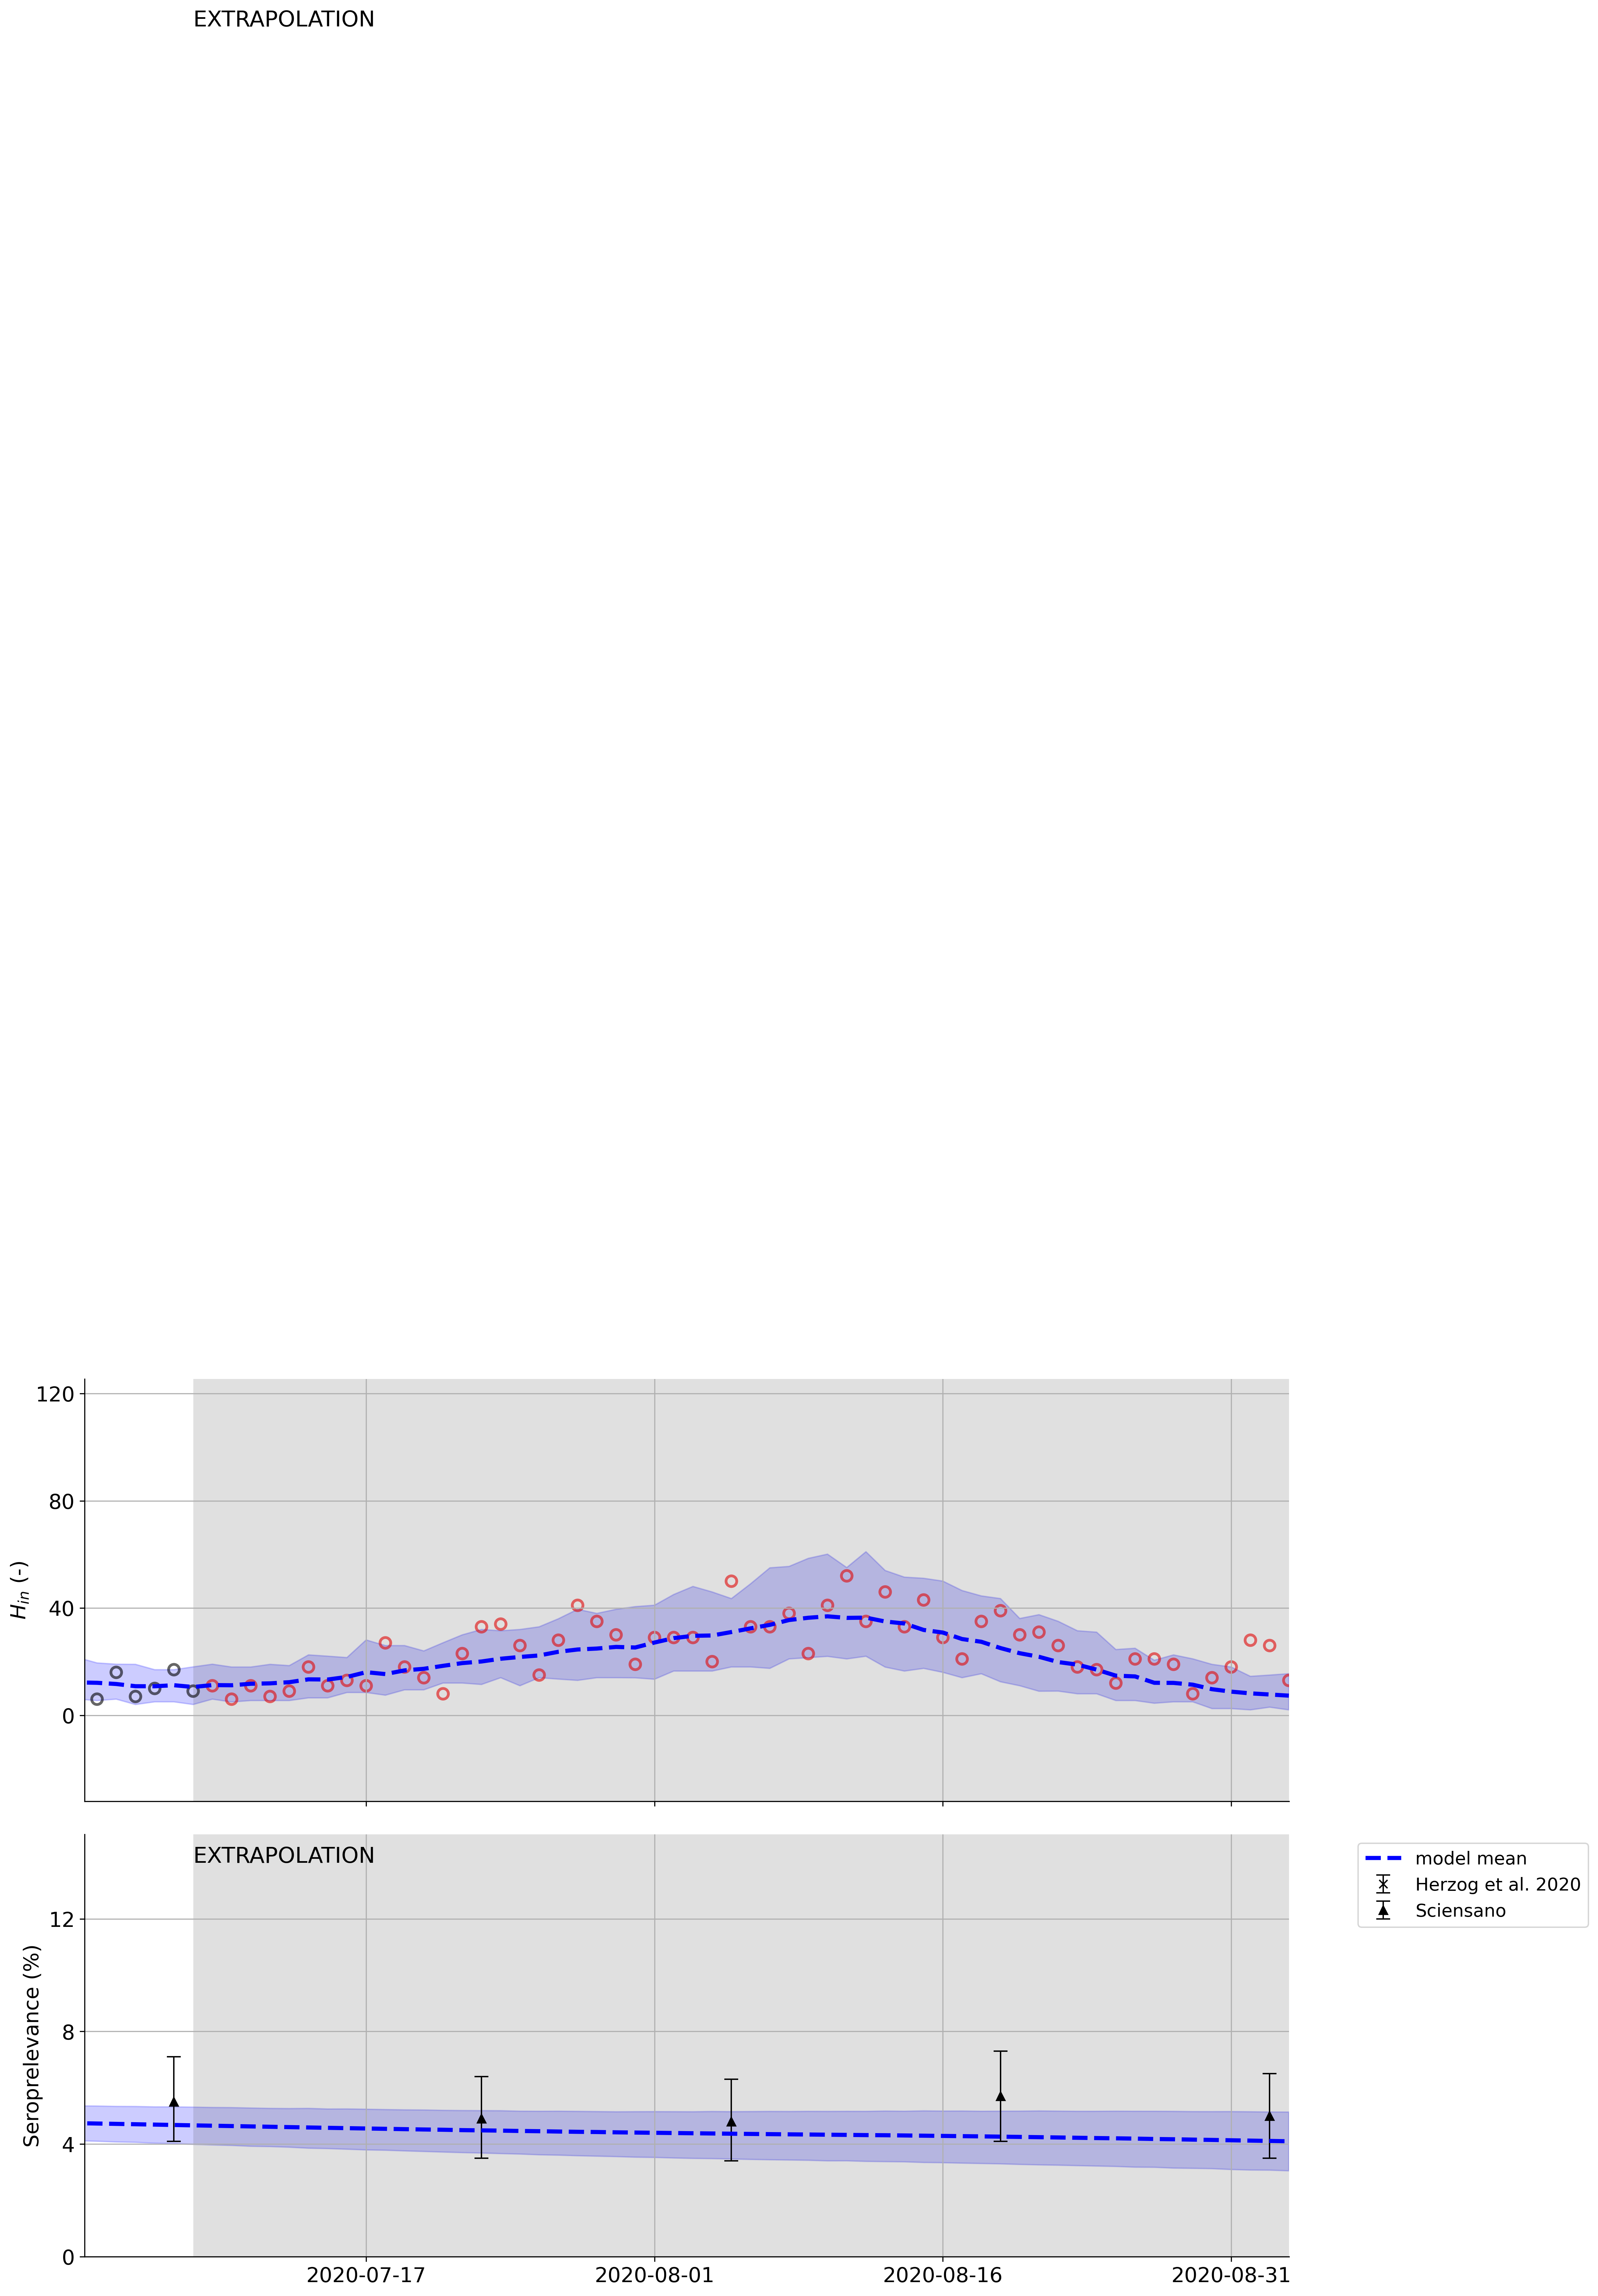 EXTRAPOLATION
120
80
40
0
H_in (-)
EXTRAPOLATION
12
8
4
0
Seroprelevance (%)
2020-07-17 2020-08-01 2020-08-16 2020-08-31
model mean
Herzog et al. 2020
Sciensano